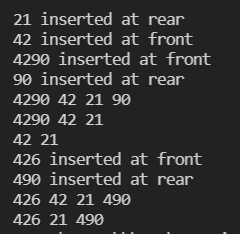 21 inserted at rear
42 inserted at front
4290 inserted at front
90 inserted at rear
4290 42 21 90
4290 42 21
42 21
426 inserted at front
490 inserted at rear
426 42 21 490
426 21 490